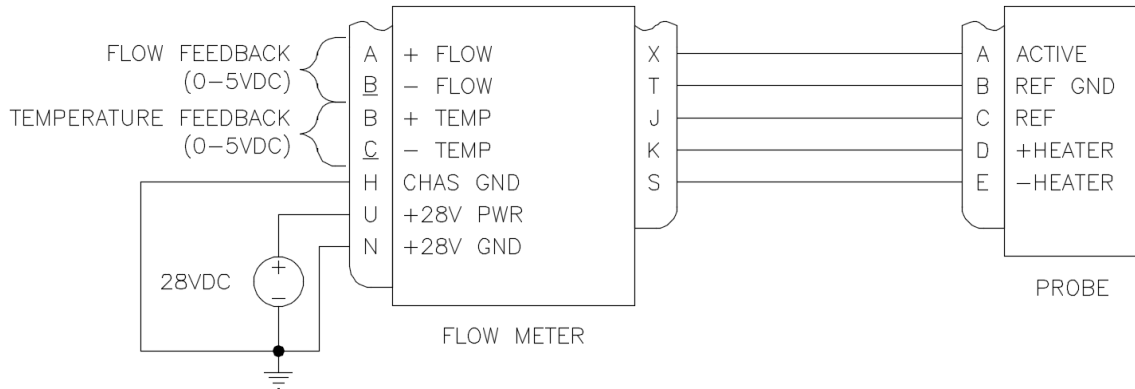 FLOW FEEDBACK
(0-5VDC)
TEMPERATURE FEEDBACK
(0-5VDC)
A + FLOW
B - FLOW
B + TEMP
C - TEMP
H CHAS GND
U +28V PWR
N +28V GND
X
T
J
K
S
A ACTIVE
B REF GND
C REF
D +HEATER
E -HEATER
28VDC
+
-
FLOW METER
PROBE